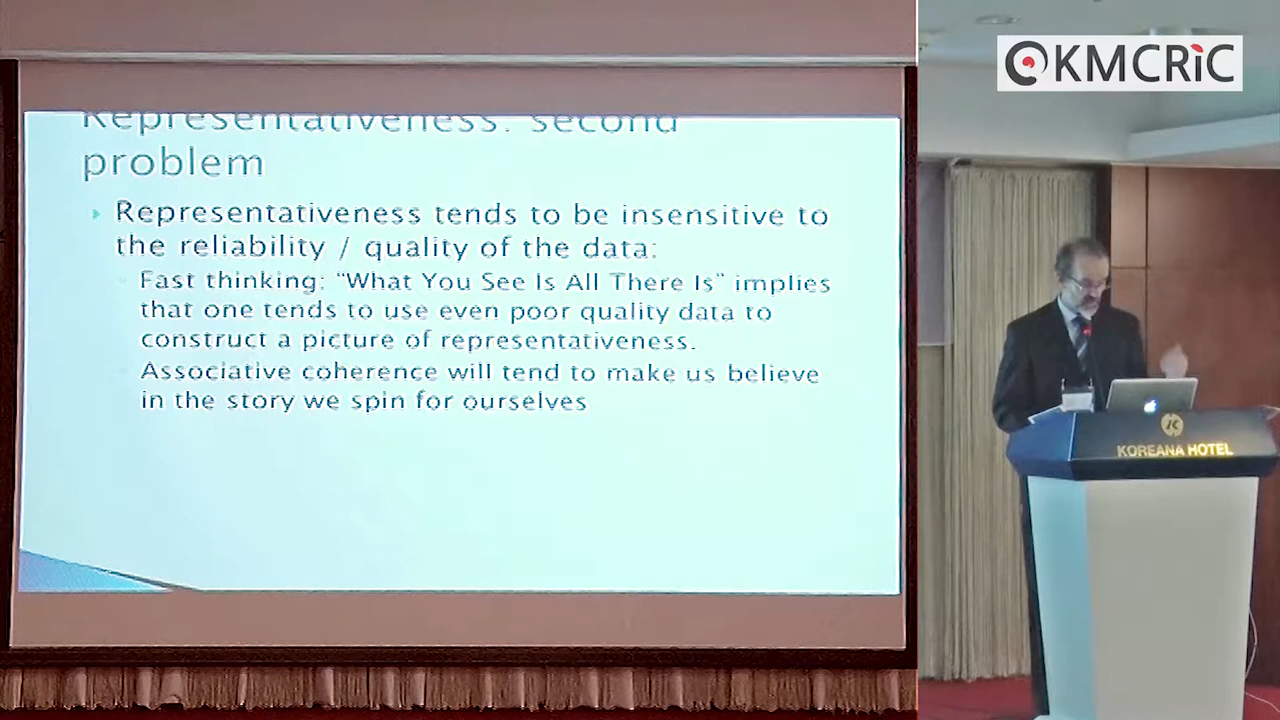 Representativeness: second
problem
Representativeness tends to be insensitive to
the reliability / quality of the data:
Fast thinking: “What You See Is All There Is” implies
that one tends to use even poor quality data to
construct a picture of representativeness.
Associative coherence will tend to make us believe
in the story we spin for ourselves
KMCRiC
K
KOREANA HOTEL